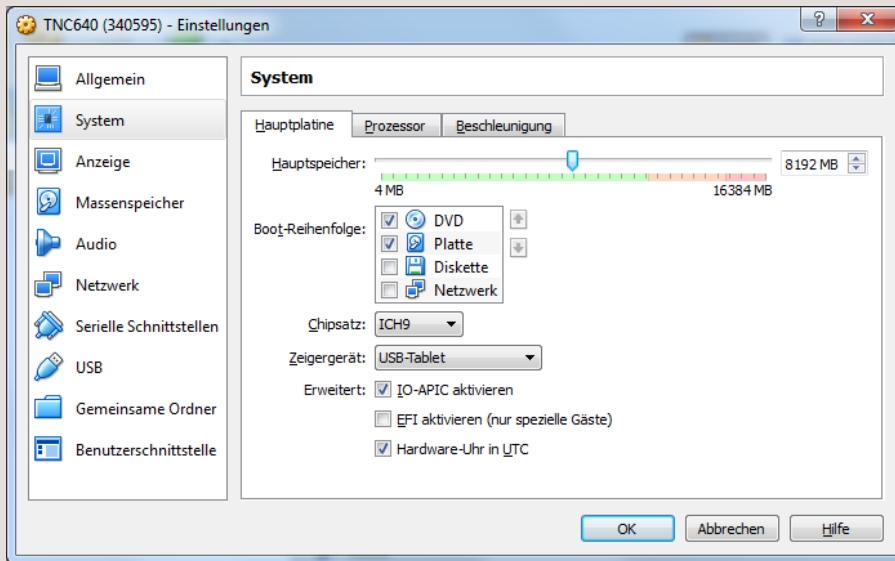 TNC640 (340595) - Einstellungen
Allgemein
System
Anzeige
Massenspeicher
Audio
Netzwerk
Serielle Schnittstellen
USB
Gemeinsame Ordner
Benutzerschnittstelle
System
Hauptplatine Prozessor Beschleunigung
Hauptspeicher: 8192 MB
4 MB 16384 MB
Boot-Reihenfolge: DVD
Platte
Diskette
Netzwerk
Chipsatz: ICH9
Zeigergerät: USB-Tablet
Erweitert: IO-APIC aktivieren
EFI aktivieren (nur spezielle Gäste)
Hardware-Uhr in UTC
OK Abbrechen Hilfe